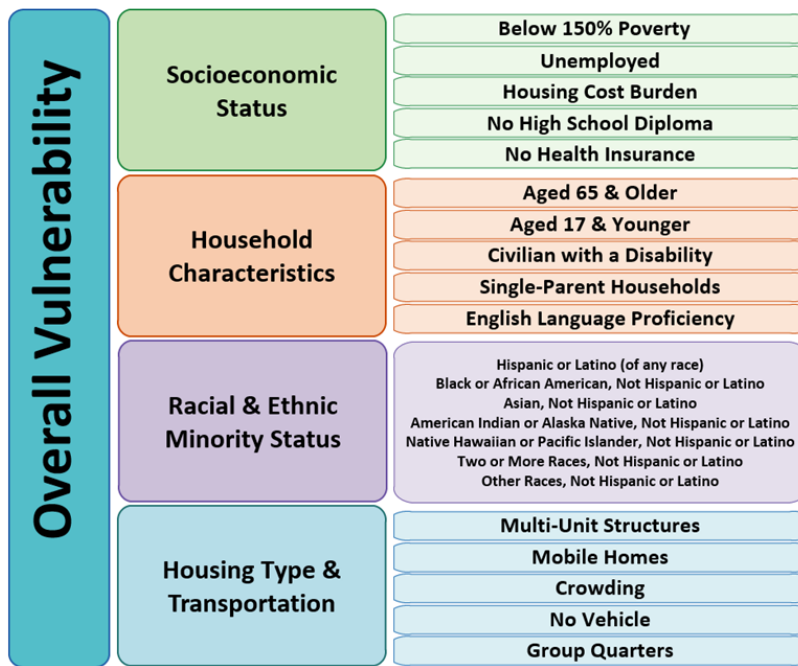 Overall Vulnerability
Socioeconomic
Status
Below 150% Poverty
Unemployed
Housing Cost Burden
No High School Diploma
No Health Insurance
Household
Characteristics
Aged 65 & Older
Aged 17 & Younger
Civilian with a Disability
Single-Parent Households
English Language Proficiency
Racial & Ethnic
Minority Status
Hispanic or Latino (of any race)
Black or African American, Not Hispanic or Latino
Asian, Not Hispanic or Latino
American Indian or Alaska Native, Not Hispanic or Latino
Native Hawaiian or Pacific Islander, Not Hispanic or Latino
Two or More Races, Not Hispanic or Latino
Other Races, Not Hispanic or Latino
Housing Type &
Transportation
Multi-Unit Structures
Mobile Homes
Crowding
No Vehicle
Group Quarters